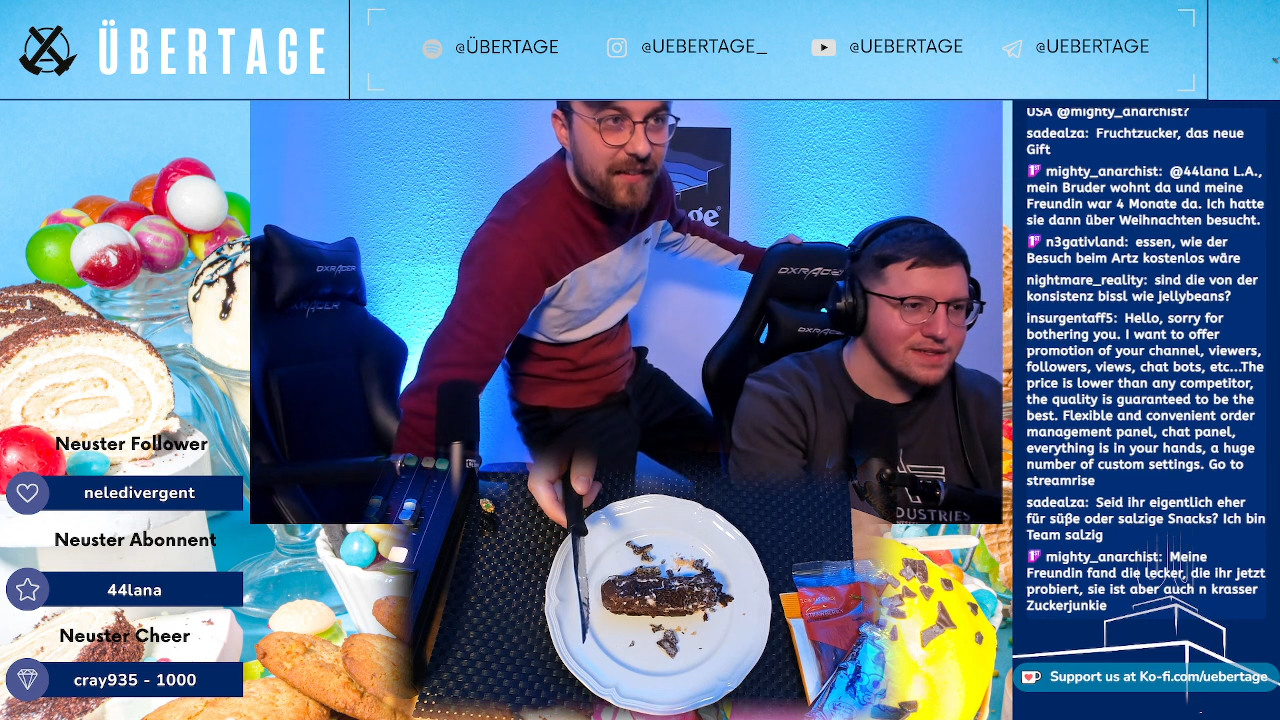 ÜBERTAGE
@ÜBERTAGE
@UEBERTAGE_
@UEBERTAGE
@UEBERTAGE
USA @mighty_anarchist?
sadealza: Fruchtzucker, das neue
Gift
mighty_anarchist: @44lana L.A.,
mein Bruder wohnt da und meine
Freundin war 4 Monate da. Ich hatte
sie dann über Weihnachten besucht.
n3gativland: essen, wie der
Besuch beim Artz kostenlos wäre
nightmare_reality: sind die von der
konsistenz bissl wie jellybeans?
insurgentaff5: Hello, sorry for
bothering you. I want to offer
promotion of your channel, viewers,
followers, views, chat bots, etc...The
price is lower than any competitor,
the quality is guaranteed to be the
best. Flexible and convenient order
management panel, chat panel,
everything is in your hands, a huge
number of custom settings. Go to
streamrise
sadealza: Seid ihr eigentlich eher
für süße oder salzige Snacks? Ich bin
Team salzig
mighty_anarchist: Meine
Freundin fand die lecker, die ihr jetzt
probiert, sie ist aber auch n krasser
Zuckerjunkie
Support us at Ko-fi.com/uebertage
Neuster Follower
neledivergent
Neuster Abonnent
44lana
Neuster Cheer
cray935 - 1000
DXRACER
DXRACER
DUSTRIES